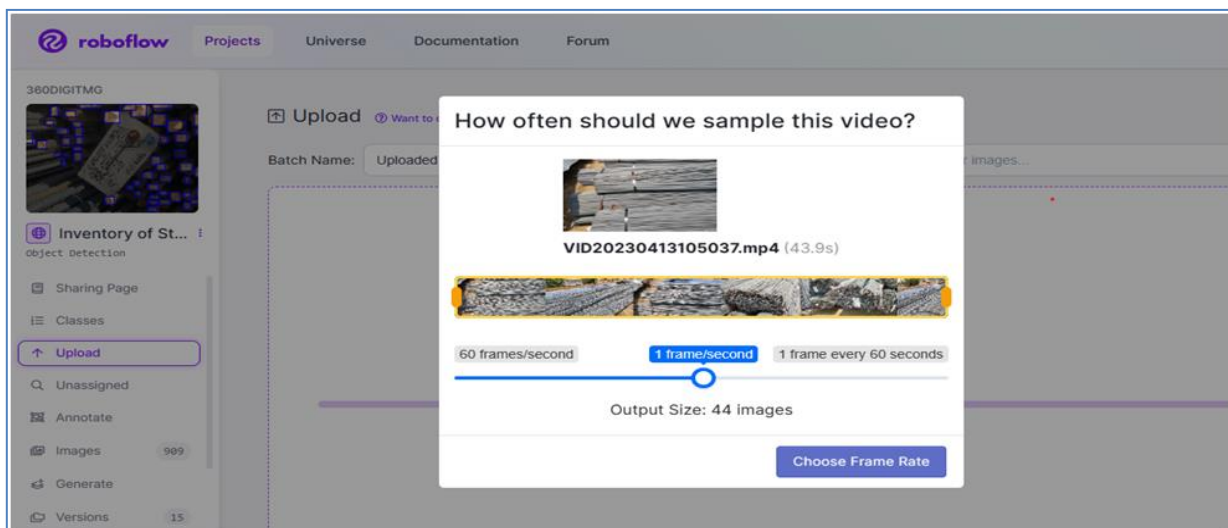 roboflow Projects Universe Documentation Forum
360DIGITMG
Upload Want to
Batch Name: Uploaded r images...
Inventory of St...
Object Detection
Sharing Page
Classes
Upload
Unassigned
Annotate
Images 909
Generate
Versions 15
How often should we sample this video?
VID20230413105037.mp4 (43.9s)
60 frames/second 1 frame/second 1 frame every 60 seconds
Output Size: 44 images
Choose Frame Rate